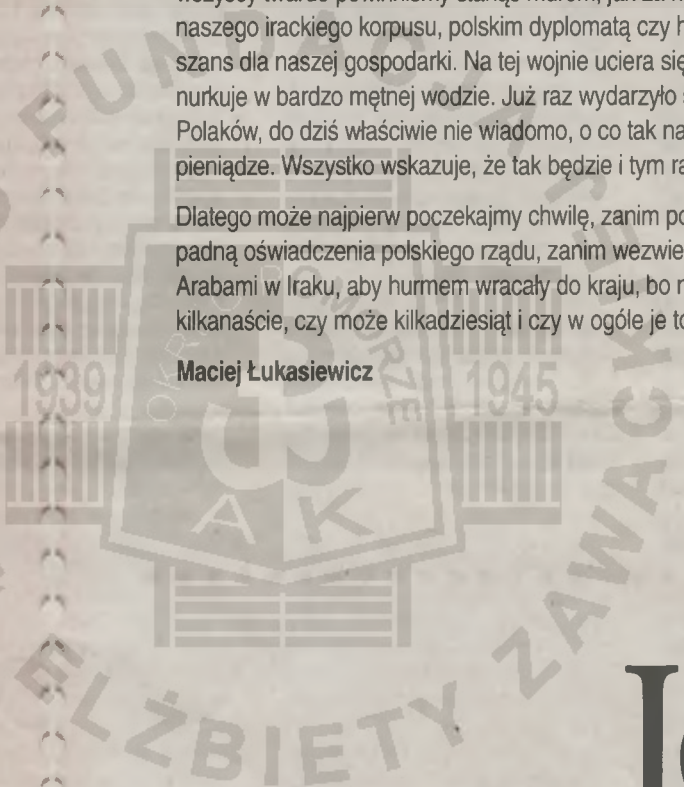 naszego irackiego korpusu, polskim dyplomatą czy h
szans dla naszej gospodarki. Na tej wojnie uciera się
nurkuje w bardzo mętnej wodzie. Już raz wydarzyło s
Polaków, do dziś właściwie nie wiadomo, o co tak na
pieniądze. Wszystko wskazuje, że tak będzie i tym ra
Dlatego może najpierw poczekajmy chwilę, zanim po
padną oświadczenia polskiego rządu, zanim wezwie
Arabami w Iraku, aby hurmem wracały do kraju, bo n
kilkanaście, czy może kilkadziesiąt i czy w ogóle je to
Maciej Łukasiewicz
FUNDACJA
ELŻBIETY ZAWACKIEJ
OKRĘG POMORZE
AK
1939
1945